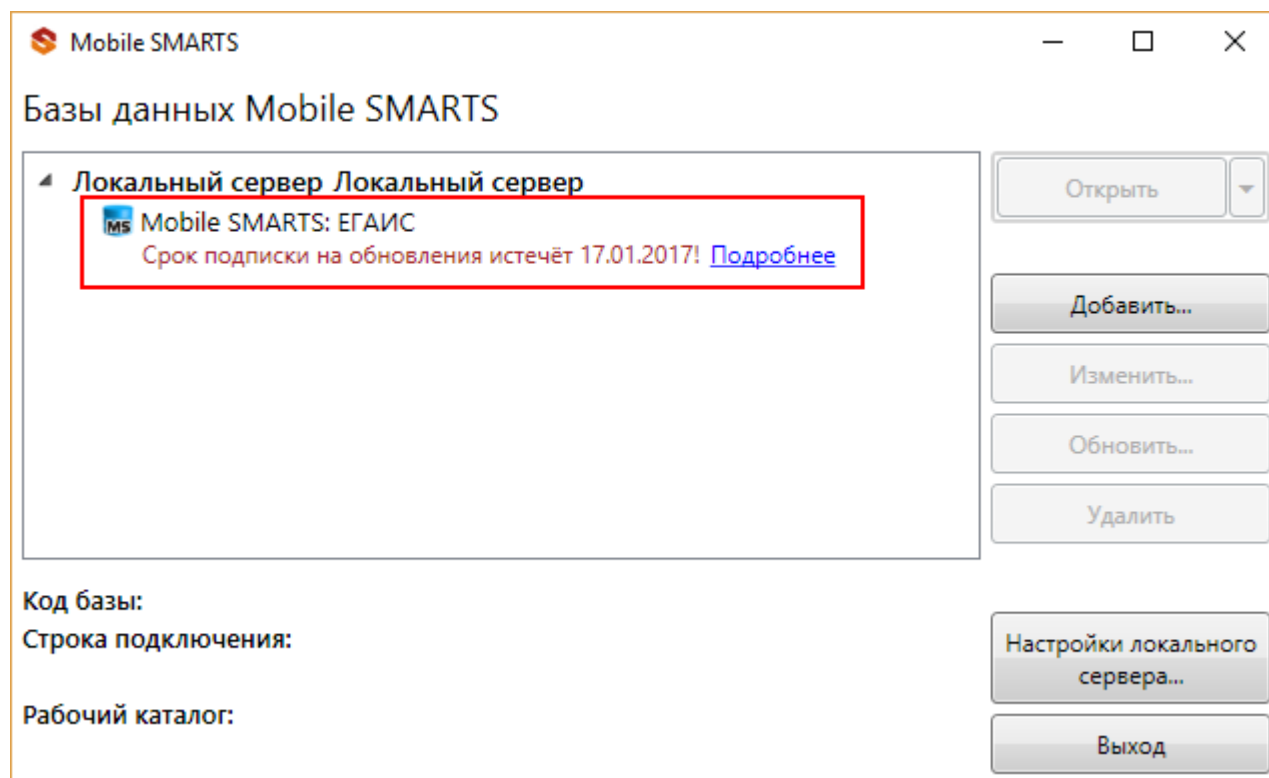 Mobile SMARTS
Базы данных Mobile SMARTS
Локальный сервер Локальный сервер
MS Mobile SMARTS: ЕГАИС
Срок подписки на обновления истечёт 17.01.2017! Подробнее
Открыть
Добавить...
Изменить...
Обновить...
Удалить
Код базы:
Строка подключения:
Рабочий каталог:
Настройки локального
сервера...
Выход